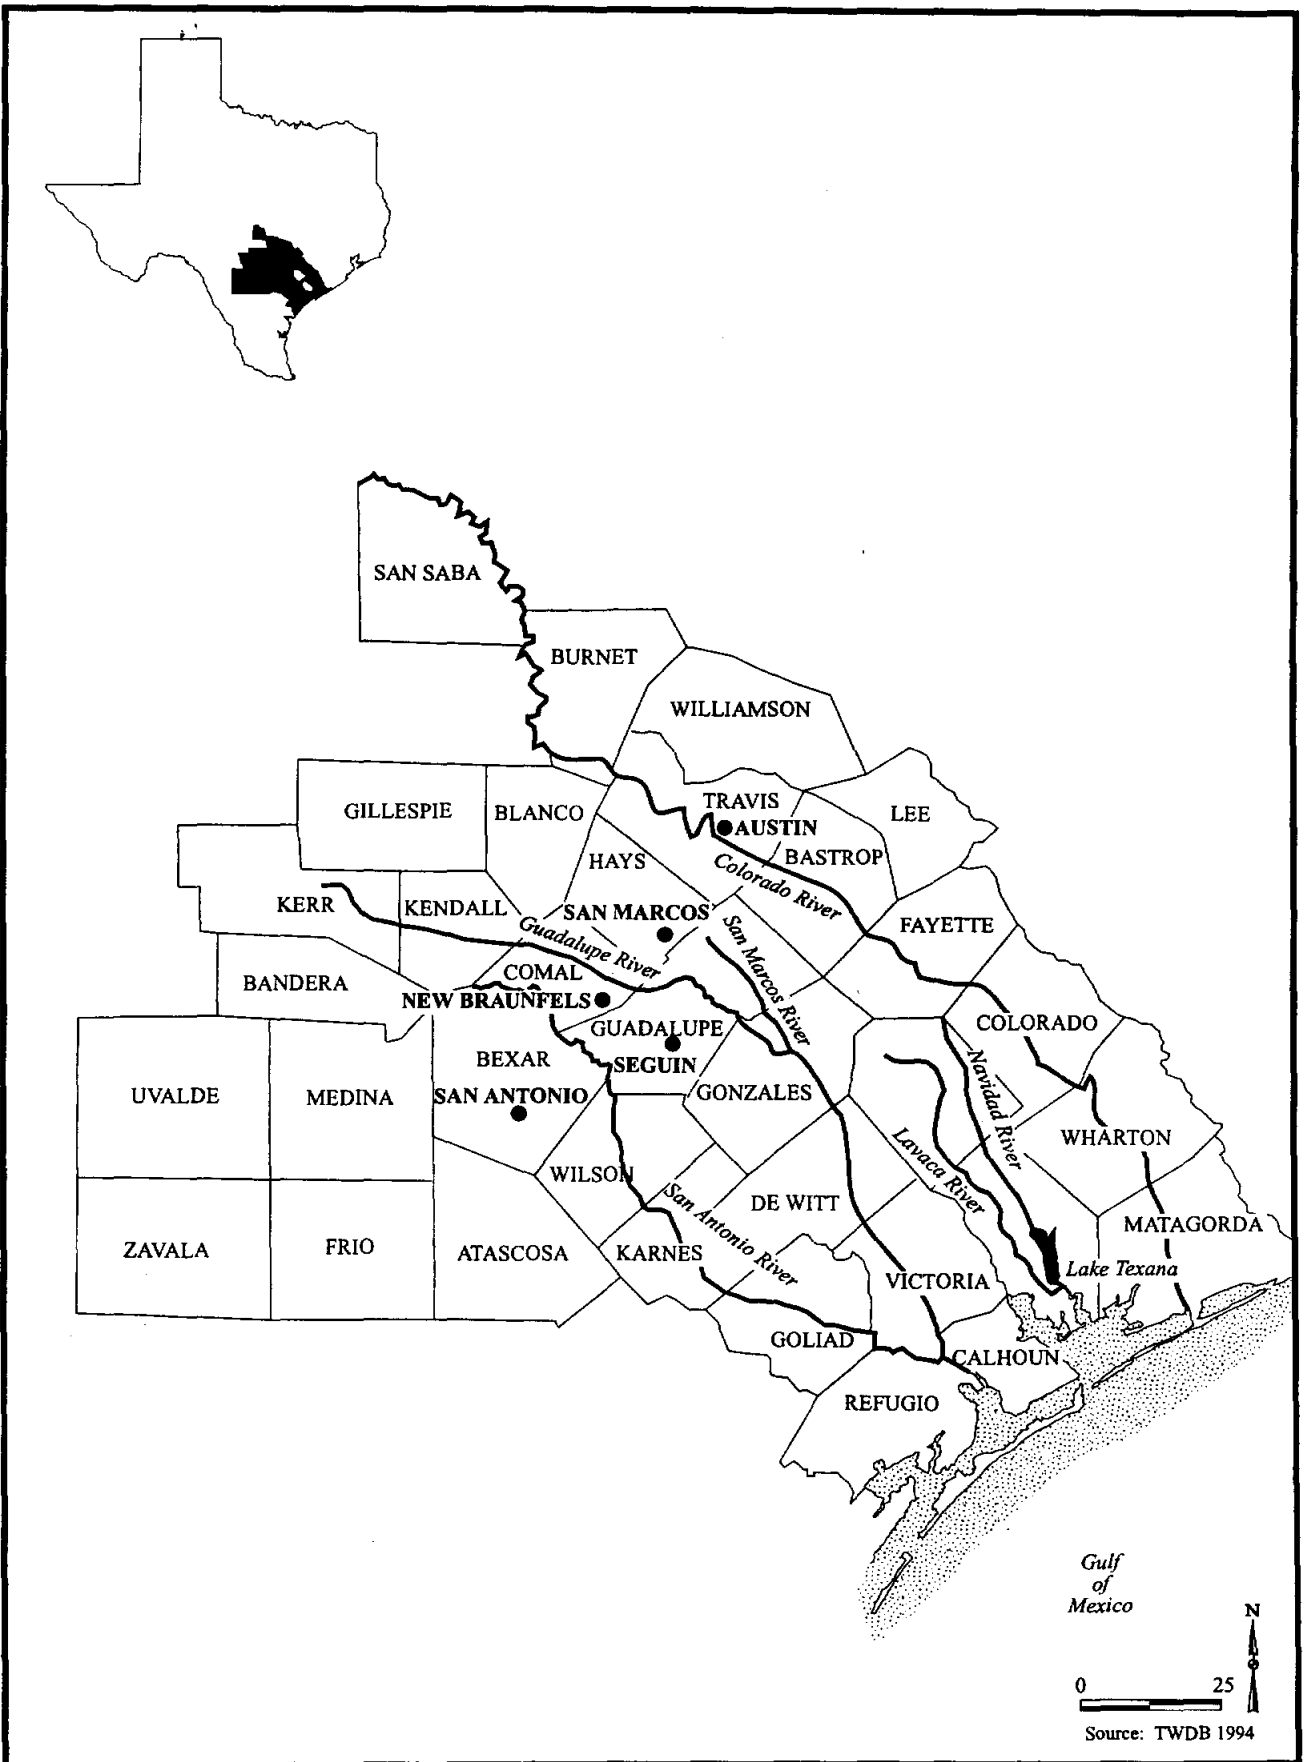 SAN SABA
BURNET
WILLIAMSON
GILLESPIE
BLANCO
TRAVIS
LEE
AUSTIN
HAYS
BASTROP
Colorado River
KERR
KENDALL
SAN MARCOS
FAYETTE
Guadalupe River
San Marcos River
BANDERA
COMAL
NEW BRAUNFELS
GUADALUPE
COLORADO
BEXAR
SEGUIN
Navidad River
UVALDE
MEDINA
SAN ANTONIO
GONZALES
WHARTON
Lavaca River
WILSON
San Antonio River
DE WITT
MATAGORDA
ZAVALA
FRIO
ATASCOSA
KARNES
VICTORIA
Lake Texana
GOLIAD
CALHOUN
REFUGIO
Gulf
of
Mexico
N
0 25
Source: TWDB 1994